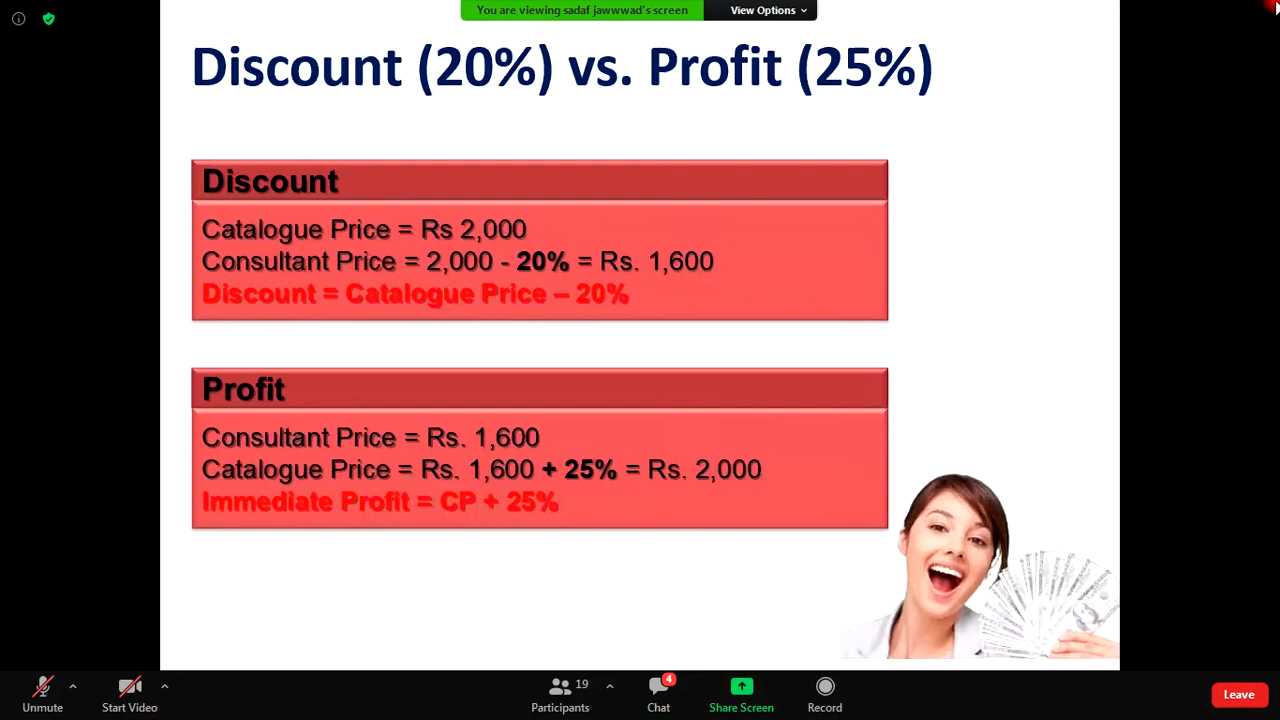 You are viewing sadaf jawwwad's screen
View Options
Discount (20%) vs. Profit (25%)
Discount
Catalogue Price = Rs 2,000
Consultant Price = 2,000 - 20% = Rs. 1,600
Discount = Catalogue Price – 20%
Profit
Consultant Price = Rs. 1,600
Catalogue Price = Rs. 1,600 + 25% = Rs. 2,000
Immediate Profit = CP + 25%
Unmute
Start Video
19
Participants
4
Chat
Share Screen
Record
Leave